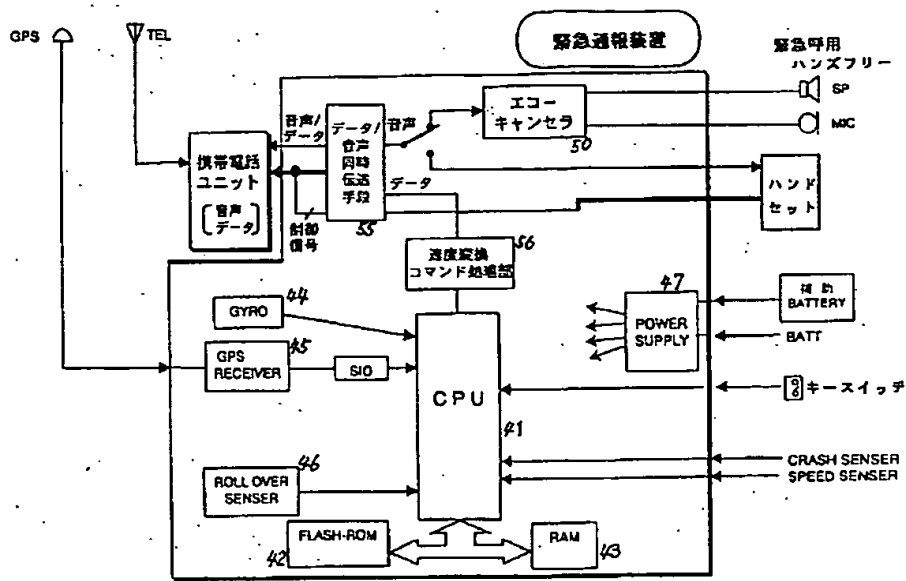 GPS
TEL
緊急通報装置
緊急呼用
ハンズフリー
SP
MIC
エコー
キャンセラ
50
音声/
データ
データ/
音声
同時
伝送
手段
55
音声
データ
携帯電話
ユニット
音声
データ
制御
信号
ハンド
セット
速度変換
コマンド処理部
56
44
GYRO
45
GPS
RECEIVER
SIO
CPU
41
47
POWER
SUPPLY
補助
BATTERY
BATT
キースイッチ
CRASH SENSER
SPEED SENSER
46
ROLL OVER
SENSER
FLASH-ROM
42
RAM
43